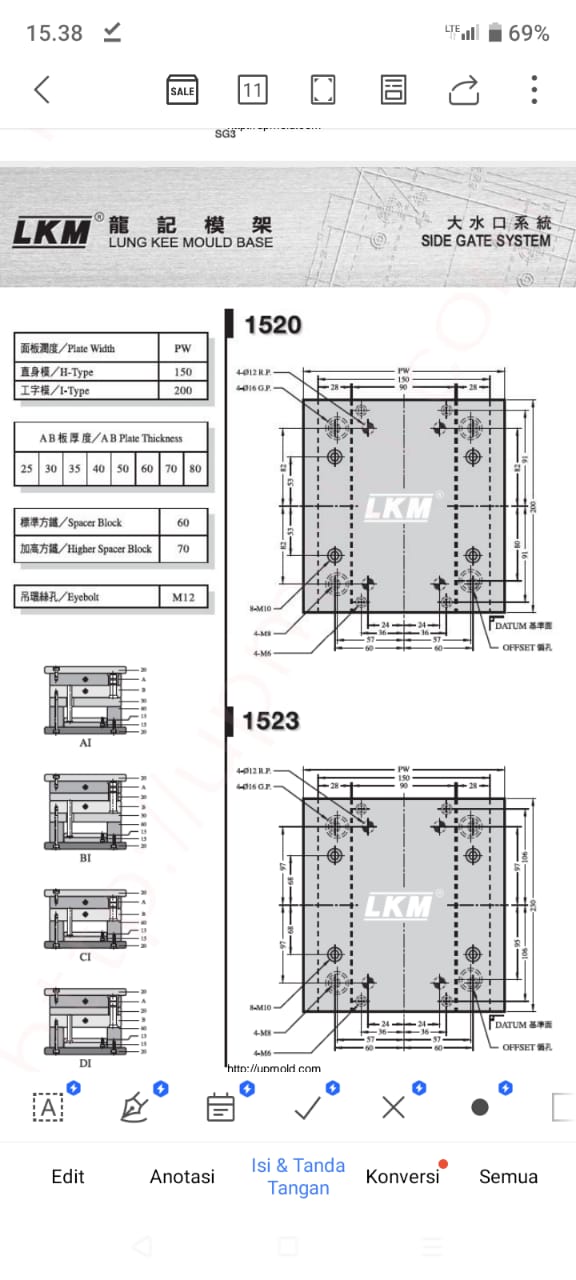 15.38
LTE
69%
SALE
11
SG3
LKM® 龍記模架
LUNG KEE MOULD BASE
大水口系統
SIDE GATE SYSTEM
面板濶度/Plate Width PW
直身模/H-Type 150
工字模/I-Type 200
A B 板 厚 度/A B Plate Thickness
25 30 35 40 50 60 70 80
標準方鐵/Spacer Block 60
加高方鐵/Higher Spacer Block 70
吊環絲孔/Eyebolt M12
20
A
B
30
60
15
15
20
AI
20
A
20
B
30
60
15
15
20
BI
20
A
B
60
15
15
20
CI
20
A
20
B
60
15
15
20
DI
1520
4-Ø12 R.P.
4-Ø16 G.P.
PW
150
28 90 28
82
53
53
82
82
91
80
91
200
LKM®
8-M10
4-M8
4-M6
24 24
36 36
57 57
60 60
DATUM 基準面
OFFSET 偏孔
1523
4-Ø12 R.P.
4-Ø16 G.P.
PW
150
28 90 28
97
68
68
97
97
106
95
106
230
LKM®
8-M10
4-M8
4-M6
24 24
36 36
57 57
60 60
DATUM 基準面
OFFSET 偏孔
http://upmold.com
A
Edit
Anotasi
Isi & Tanda
Tangan
Konversi
Semua